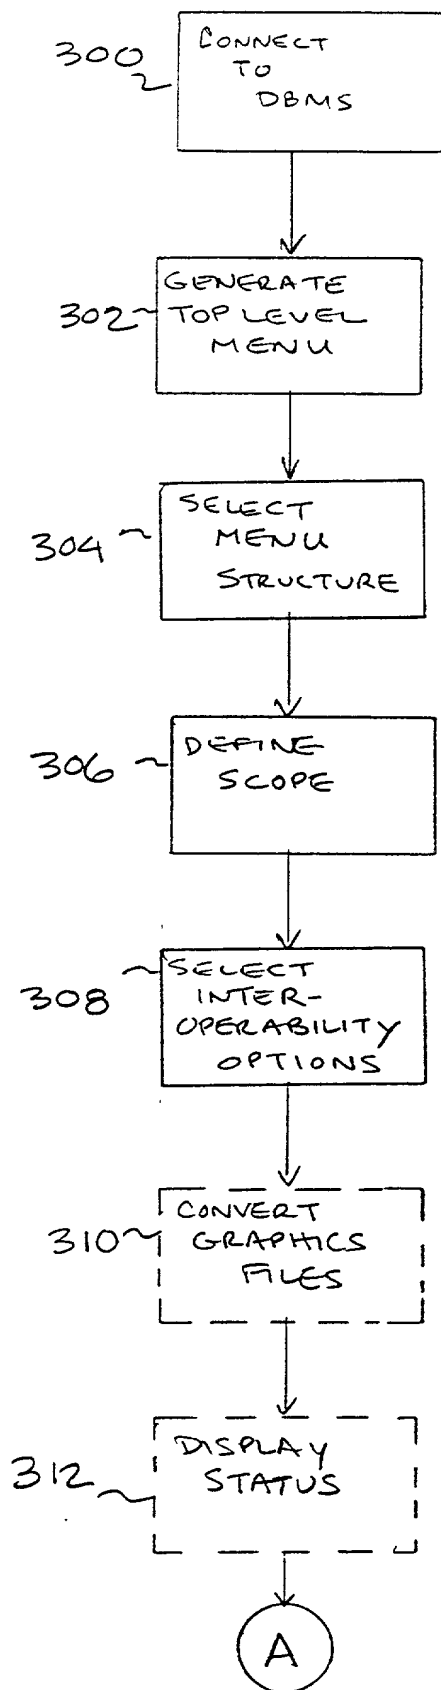 300
CONNECT
TO
DBMS
302
GENERATE
TOP LEVEL
MENU
304
SELECT
MENU
STRUCTURE
306
DEFINE
SCOPE
308
SELECT
INTER-
OPERABILITY
OPTIONS
310
CONVERT
GRAPHICS
FILES
312
DISPLAY
STATUS
A